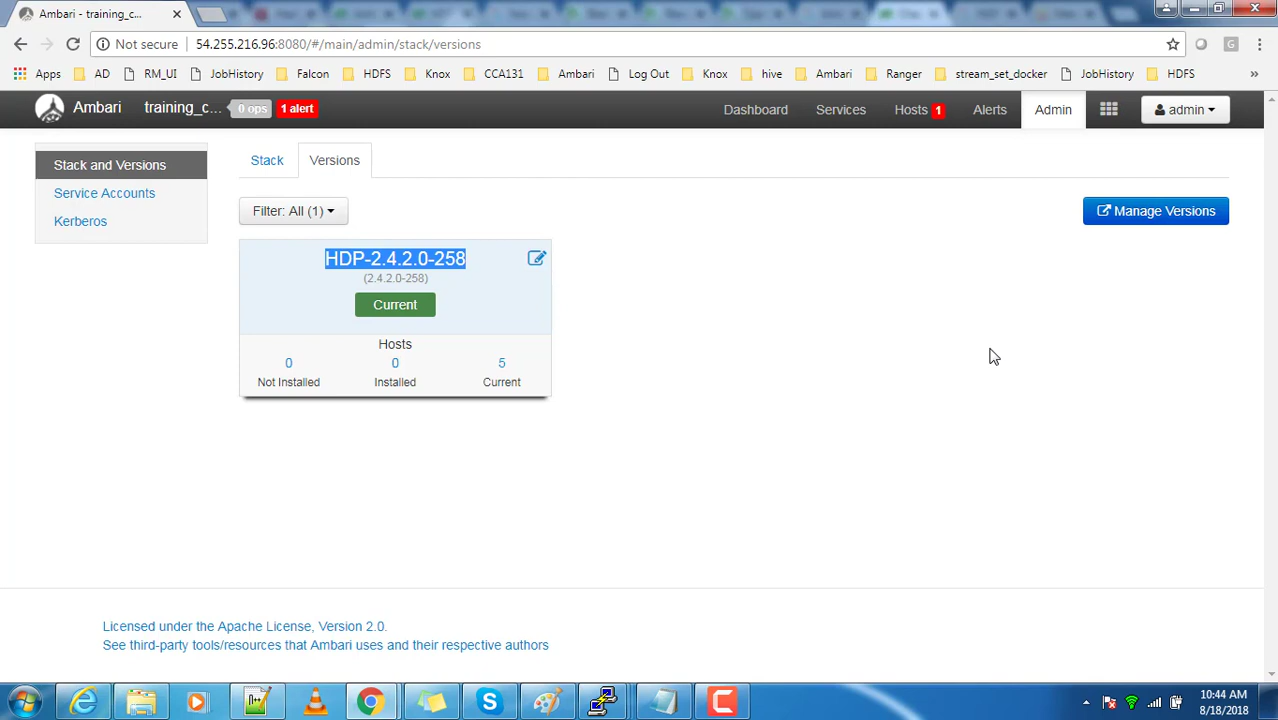 Ambari - training_c...
Not secure
54.255.216.96:8080/#/main/admin/stack/versions
G
Apps AD RM_UI JobHistory Falcon HDFS Knox CCA131 Ambari Log Out Knox hive Ambari Ranger stream_set_docker JobHistory HDFS »
Ambari training_c... 0 ops 1 alert Dashboard Services Hosts 1 Alerts Admin admin
Stack and Versions
Service Accounts
Kerberos
Stack Versions
Filter: All (1)
Manage Versions
HDP-2.4.2.0-258
(2.4.2.0-258)
Current
Hosts
0 0 5
Not Installed Installed Current
Licensed under the Apache License, Version 2.0.
See third-party tools/resources that Ambari uses and their respective authors
10:44 AM
8/18/2018